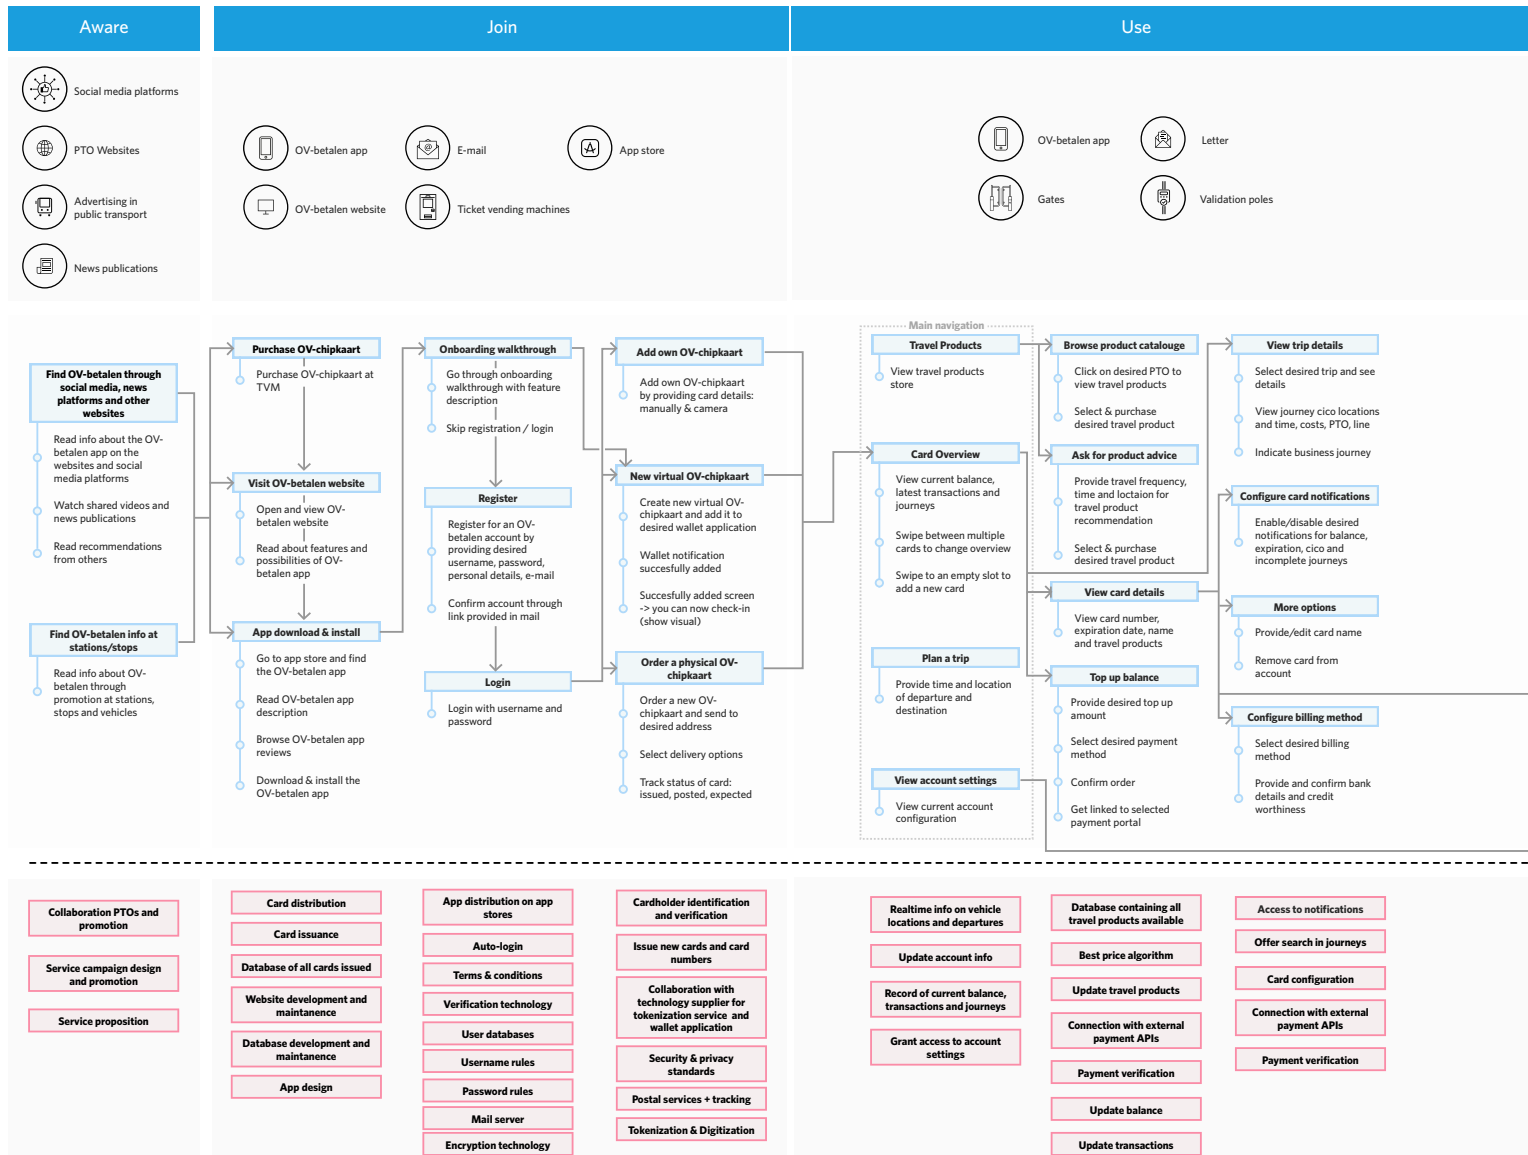 Aware
Join
Use
Social media platforms
PTO Websites
Advertising in
public transport
News publications
OV-betalen app
E-mail
App store
OV-betalen website
Ticket vending machines
OV-betalen app
Letter
Gates
Validation poles
Find OV-betalen through
social media, news
platforms and other
websites
Read info about the OV-
betalen app on the
websites and social
media platforms
Watch shared videos and
news publications
Read recommendations
from others
Find OV-betalen info at
stations/stops
Read info about OV-
betalen through
promotion at stations,
stops and vehicles
Purchase OV-chipkaart
Purchase OV-chipkaart at
TVM
Visit OV-betalen website
Open and view OV-
betalen website
Read about features and
possibilities of OV-
betalen app
App download & install
Go to app store and find
the OV-betalen app
Read OV-betalen app
description
Browse OV-betalen app
reviews
Download & install the
OV-betalen app
Onboarding walkthrough
Go through onboarding
walkthrough with feature
description
Skip registration / login
Register
Register for an OV-
betalen account by
providing desired
username, password,
personal details, e-mail
Confirm account through
link provided in mail
Login
Login with username and
password
Add own OV-chipkaart
Add own OV-chipkaart
by providing card details:
manually & camera
New virtual OV-chipkaart
Create new virtual OV-
chipkaart and add it to
desired wallet application
Wallet notification
succesfully added
Succesfully added screen
-> you can now check-in
(show visual)
Order a physical OV-
chipkaart
Order a new OV-
chipkaart and send to
desired address
Select delivery options
Track status of card:
issued, posted, expected
Main navigation
Travel Products
View travel products
store
Card Overview
View current balance,
latest transactions and
journeys
Swipe between multiple
cards to change overview
Swipe to an empty slot to
add a new card
Plan a trip
Provide time and location
of departure and
destination
View account settings
View current account
configuration
Browse product catalouge
Click on desired PTO to
view travel products
Select & purchase
desired travel product
Ask for product advice
Provide travel frequency,
time and loctaion for
travel product
recommendation
Select & purchase
desired travel product
View card details
View card number,
expiration date, name
and travel products
Top up balance
Provide desired top up
amount
Select desired payment
method
Confirm order
Get linked to selected
payment portal
View trip details
Select desired trip and see
details
View journey cico locations
and time, costs, PTO, line
Indicate business journey
Configure card notifications
Enable/disable desired
notifications for balance,
expiration, cico and
incomplete journeys
More options
Provide/edit card name
Remove card from
account
Configure billing method
Select desired billing
method
Provide and confirm bank
details and credit
worthiness
Collaboration PTOs and
promotion
Service campaign design
and promotion
Service proposition
Card distribution
Card issuance
Database of all cards issued
Website development and
maintanence
Database development and
maintanence
App design
App distribution on app
stores
Auto-login
Terms & conditions
Verification technology
User databases
Username rules
Password rules
Mail server
Encryption technology
Cardholder identification
and verification
Issue new cards and card
numbers
Collaboration with
technology supplier for
tokenization service and
wallet application
Security & privacy
standards
Postal services + tracking
Tokenization & Digitization
Realtime info on vehicle
locations and departures
Update account info
Record of current balance,
transactions and journeys
Grant access to account
settings
Database containing all
travel products available
Best price algorithm
Update travel products
Connection with external
payment APIs
Payment verification
Update balance
Update transactions
Access to notifications
Offer search in journeys
Card configuration
Connection with external
payment APIs
Payment verification